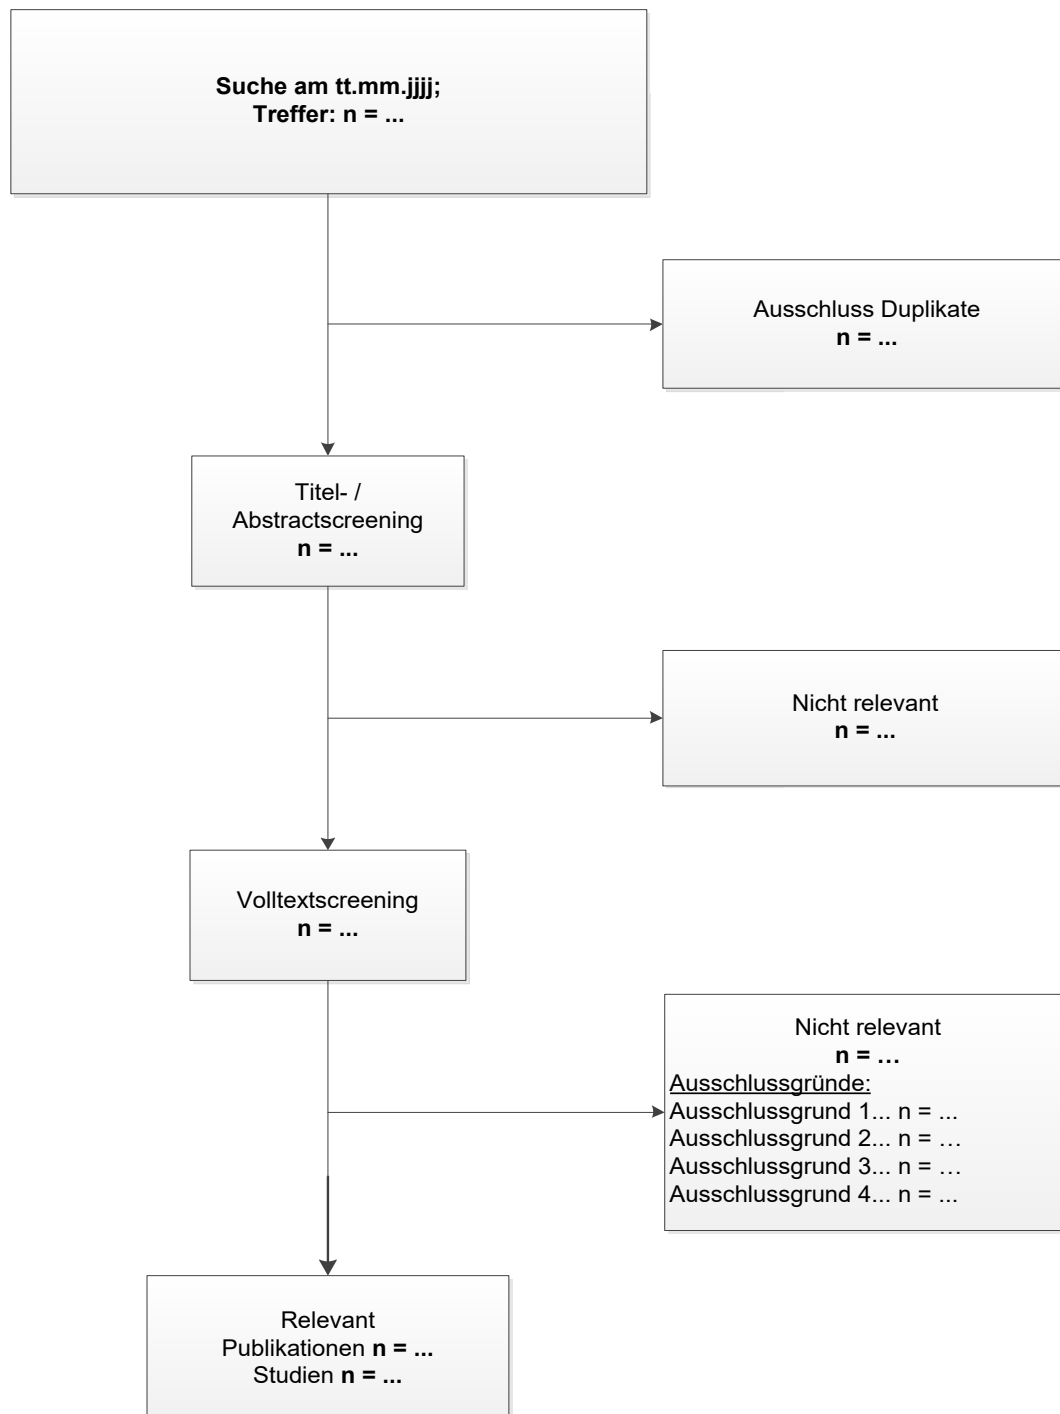 Suche am tt.mm.jjjj;
Treffer: n = ...
Ausschluss Duplikate
n = ...
Titel- /
Abstractscreening
n = ...
Nicht relevant
n = ...
Volltextscreening
n = ...
Nicht relevant
n = …
Ausschlussgründe:
Ausschlussgrund 1... n = ...
Ausschlussgrund 2... n = …
Ausschlussgrund 3... n = …
Ausschlussgrund 4... n = ...
Relevant
Publikationen n = ...
Studien n = ...